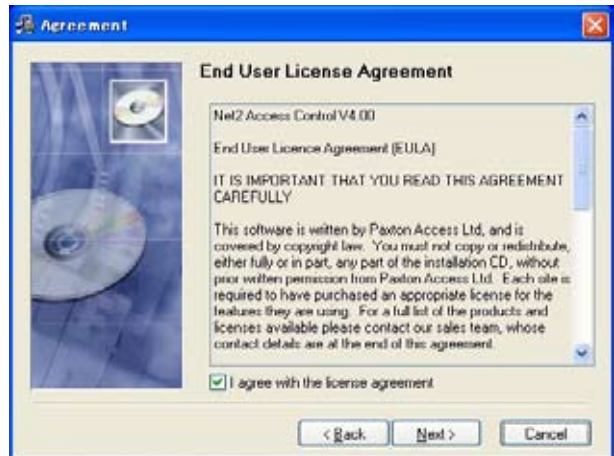 Agreement
End User License Agreement
Net2 Access Control V4.00
End User Licence Agreement (EULA)
IT IS IMPORTANT THAT YOU READ THIS AGREEMENT
CAREFULLY
This software is written by Paxton Access Ltd, and is
covered by copyright law. You must not copy or redistribute,
either fully or in part, any part of the installation CD, without
prior written permission from Paxton Access Ltd. Each site is
required to have purchased an appropriate license for the
features they are using. For a full list of the products and
licenses available please contact our sales team, whose
contact details are at the end of this agreement.
I agree with the license agreement
< Back
Next >
Cancel